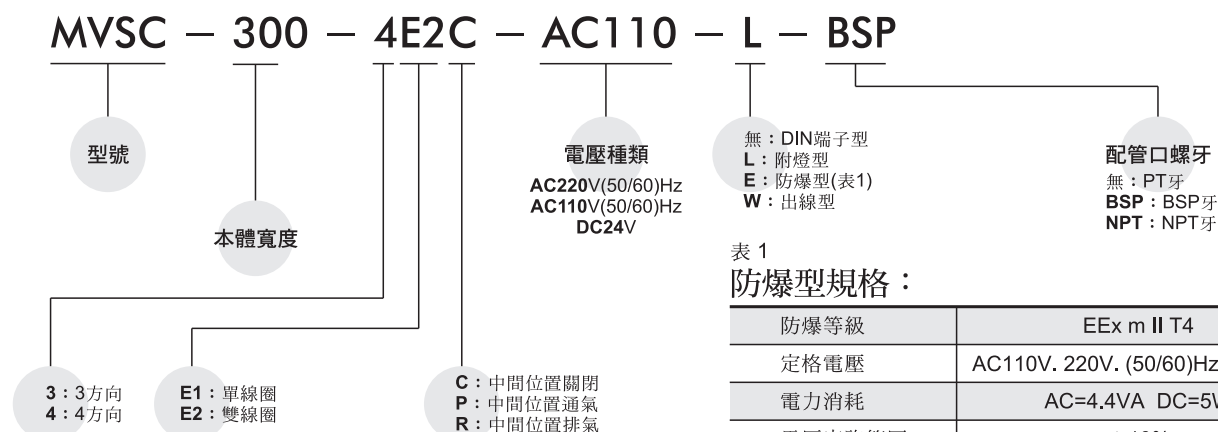 MVSC － 300 － 4E2C － AC110 － L － BSP
型號
本體寬度
3：3方向
4：4方向
E1：單線圈
E2：雙線圈
C：中間位置關閉
P：中間位置通氣
R：中間位置排氣
電壓種類
AC220V(50/60)Hz
AC110V(50/60)Hz
DC24V
無：DIN端子型
L：附燈型
E：防爆型(表1)
W：出線型
配管口螺牙
無：PT牙
BSP：BSP牙
NPT：NPT牙
表 1
防爆型規格：
防爆等級 EEx m II T4
定格電壓 AC110V. 220V. (50/60)Hz
電力消耗 AC=4.4VA DC=5W